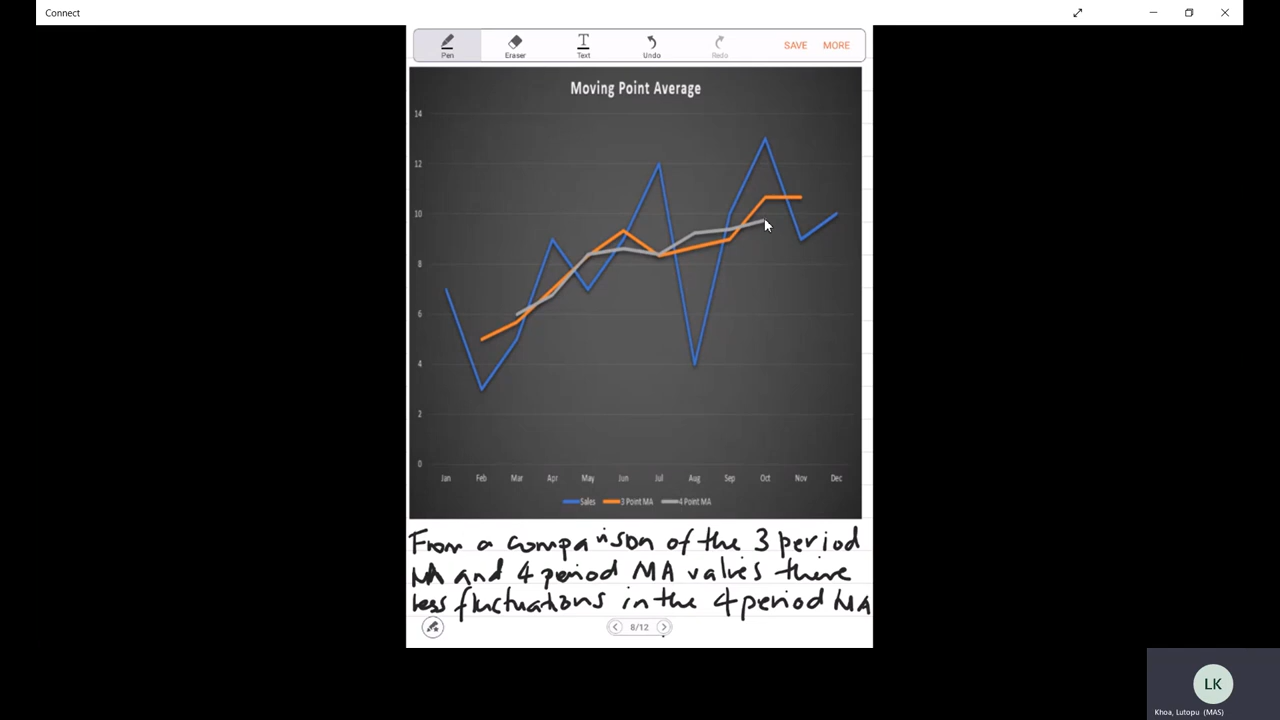 Connect
Pen Eraser Text Undo Redo SAVE MORE
Moving Point Average
14
12
10
8
6
4
2
0
Jan Feb Mar Apr May Jun Jul Aug Sep Oct Nov Dec
Sales 3 Point MA 4 Point MA
From a comparison of the 3 period
MA and 4 period MA valves there
less fluctuations in the 4 period MA
8/12
LK
Khoa, Lutopu (MAS)